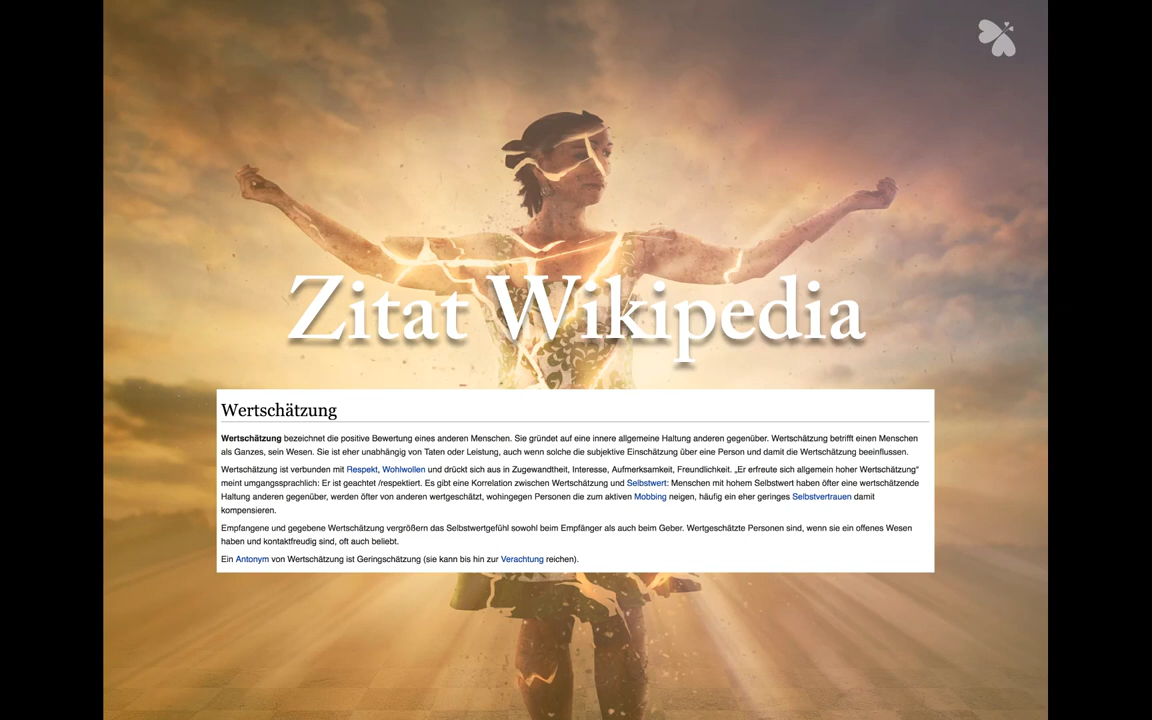 Zitat Wikipedia
Wertschätzung
Wertschätzung bezeichnet die positive Bewertung eines anderen Menschen. Sie gründet auf eine innere allgemeine Haltung anderen gegenüber. Wertschätzung betrifft einen Menschen
als Ganzes, sein Wesen. Sie ist eher unabhängig von Taten oder Leistung, auch wenn solche die subjektive Einschätzung über eine Person und damit die Wertschätzung beeinflussen.
Wertschätzung ist verbunden mit Respekt, Wohlwollen und drückt sich aus in Zugewandtheit, Interesse, Aufmerksamkeit, Freundlichkeit. „Er erfreute sich allgemein hoher Wertschätzung“
meint umgangssprachlich: Er ist geachtet /respektiert. Es gibt eine Korrelation zwischen Wertschätzung und Selbstwert: Menschen mit hohem Selbstwert haben öfter eine wertschätzende
Haltung anderen gegenüber, werden öfter von anderen wertgeschätzt, wohingegen Personen die zum aktiven Mobbing neigen, häufig ein eher geringes Selbstvertrauen damit
kompensieren.
Empfangene und gegebene Wertschätzung vergrößern das Selbstwertgefühl sowohl beim Empfänger als auch beim Geber. Wertgeschätzte Personen sind, wenn sie ein offenes Wesen
haben und kontaktfreudig sind, oft auch beliebt.
Ein Antonym von Wertschätzung ist Geringschätzung (sie kann bis hin zur Verachtung reichen).